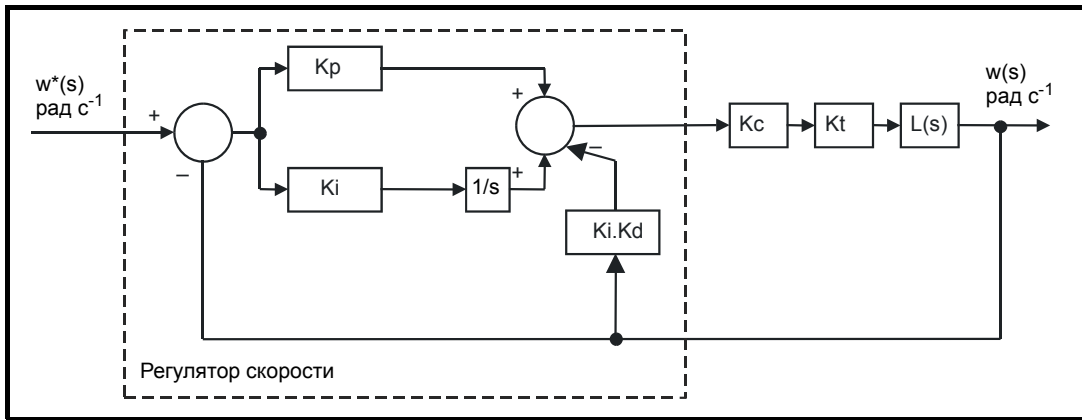 w*(s)
рад с⁻¹
+
−
Kp
Ki
1/s
+
+
−
Ki.Kd
Kc
Kt
L(s)
w(s)
рад с⁻¹
Регулятор скорости